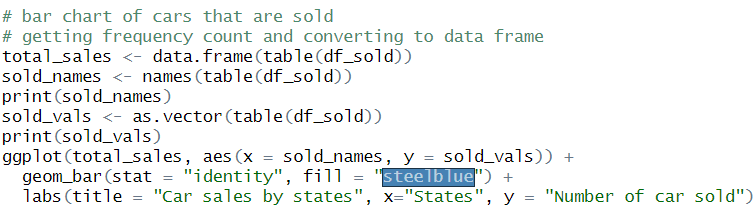 # bar chart of cars that are sold
# getting frequency count and converting to data frame
total_sales <- data.frame(table(df_sold))
sold_names <- names(table(df_sold))
print(sold_names)
sold_vals <- as.vector(table(df_sold))
print(sold_vals)
ggplot(total_sales, aes(x = sold_names, y = sold_vals)) +
  geom_bar(stat = "identity", fill = "steelblue") +
  labs(title = "Car sales by states", x="States", y = "Number of car sold")